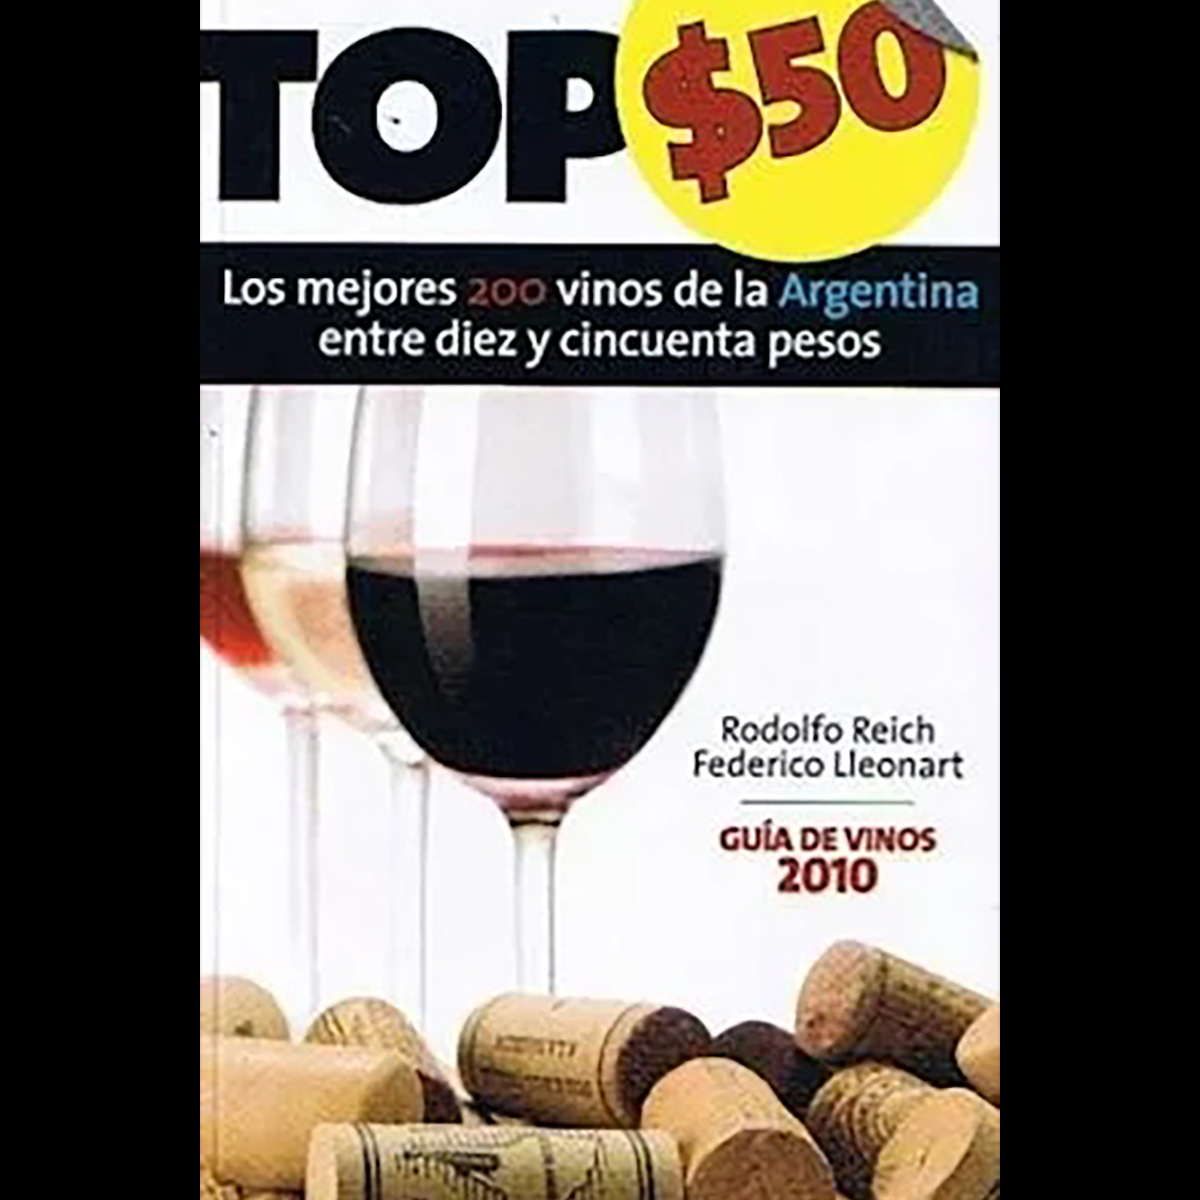 TOP $50
Los mejores 200 vinos de la Argentina
entre diez y cincuenta pesos
Rodolfo Reich
Federico Lleonart
GUÍA DE VINOS
2010